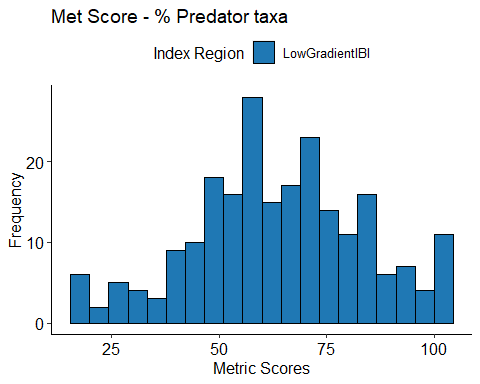 Met Score - % Predator taxa
Index Region LowGradientIBI
Frequency
20
10
0
25 50 75 100
Metric Scores